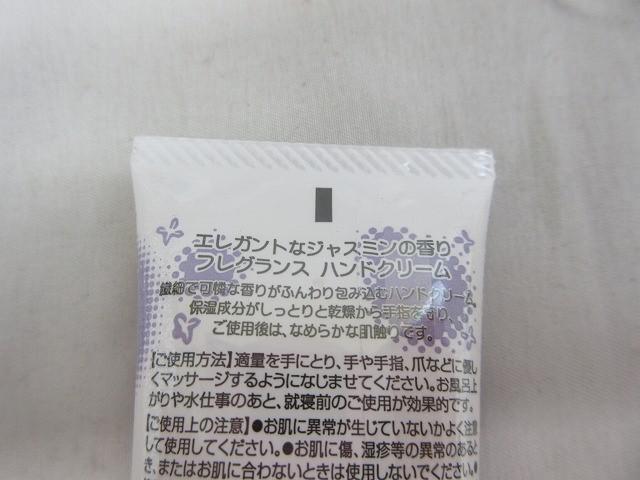 エレガントなジャスミンの香り
フレグランス ハンドクリーム
繊細で可憐な香りがふんわり包み込むハンドクリーム。
保湿成分がしっとりと乾燥から手指を守り、
ご使用後は、なめらかな肌触りです。
【ご使用方法】適量を手にとり、手や手指、爪などに優し
くマッサージするようになじませてください。お風呂上
がりや水仕事のあと、就寝前のご使用が効果的です。
【ご使用上の注意】●お肌に異常が生じていないかよく注意
して使用してください。●お肌に傷、湿疹等の異常のあると
き、またはお肌に合わないときは使用しないでください。●